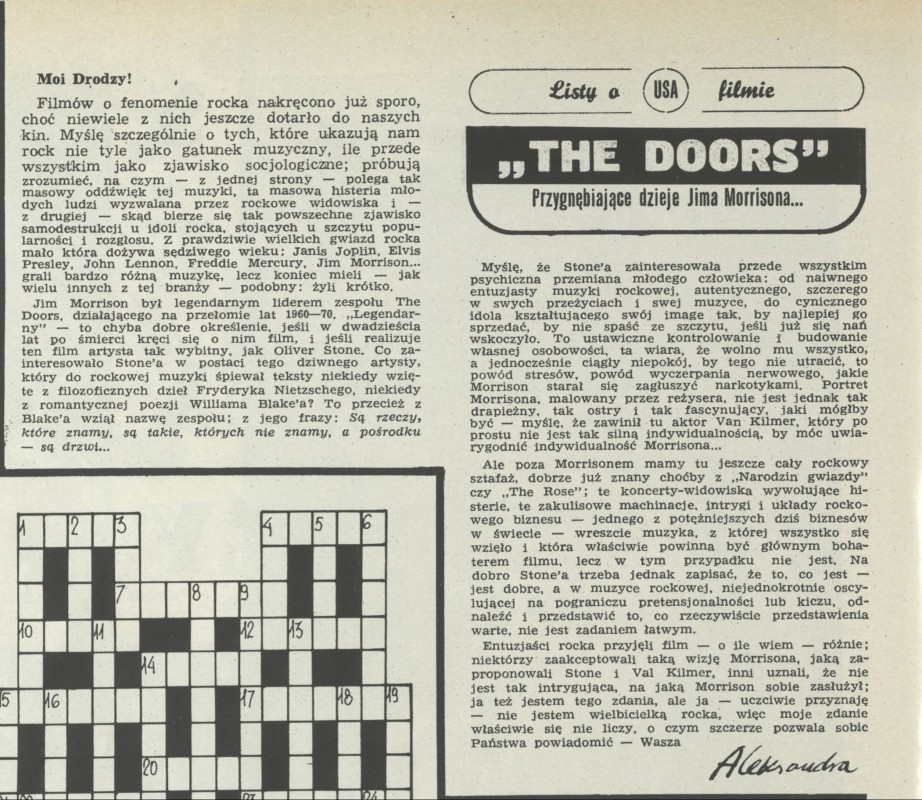 Moi Drodzy!
Filmów o fenomenie rocka nakręcono już sporo,
choć niewiele z nich jeszcze dotarło do naszych
kin. Myślę szczególnie o tych, które ukazują nam
rock nie tyle jako gatunek muzyczny, ile przede
wszystkim jako zjawisko socjologiczne; próbują
zrozumieć, na czym — z jednej strony — polega tak
masowy oddźwięk tej muzyki, ta masowa histeria mło-
dych ludzi wyzwalana przez rockowe widowiska i —
z drugiej — skąd bierze się tak powszechne zjawisko
samodestrukcji u idoli rocka, stojących u szczytu popu-
larności i rozgłosu. Z prawdziwie wielkich gwiazd rocka
mało która dożywa sędziwego wieku: Janis Joplin, Elvis
Presley, John Lennon, Freddie Mercury, Jim Morrison...
grali bardzo różną muzykę, lecz koniec mieli — jak
wielu innych z tej branży — podobny: żyli krótko.
Jim Morrison był legendarnym liderem zespołu The
Doors, działającego na przełomie lat 1960—70. „Legendar-
ny” — to chyba dobre określenie, jeśli w dwadzieścia
lat po śmierci kręci się o nim film, i jeśli realizuje
ten film artysta tak wybitny, jak Oliver Stone. Co za-
interesowało Stone'a w postaci tego dziwnego artysty,
który do rockowej muzyki śpiewał teksty niekiedy wzię-
te z filozoficznych dzieł Fryderyka Nietzschego, niekiedy
z romantycznej poezji Williama Blake'a? To przecież z
Blake'a wziął nazwę zespołu; z jego frazy: Są rzeczy,
które znamy, są takie, których nie znamy, a pośrodku
— są drzwi...
1 2 3 4 5 6
7 8 9
10 11 12 13
14
15 16 17 18 19
20
Listy o USA filmie
„THE DOORS”
Przygnębiające dzieje Jima Morrisona...
Myślę, że Stone'a zainteresowała przede wszystkim
psychiczna przemiana młodego człowieka: od naiwnego
entuzjasty muzyki rockowej, autentycznego, szczerego
w swych przeżyciach i swej muzyce, do cynicznego
idola kształtującego swój image tak, by najlepiej go
sprzedać, by nie spaść ze szczytu, jeśli już się nań
wskoczyło. To ustawiczne kontrolowanie i budowanie
własnej osobowości, ta wiara, że wolno mu wszystko,
a jednocześnie ciągły niepokój, by tego nie utracić, to
powód stresów, powód wyczerpania nerwowego, jakie
Morrison starał się zagłuszyć narkotykami. Portret
Morrisona, malowany przez reżysera, nie jest jednak tak
drapieżny, tak ostry i tak fascynujący, jaki mógłby
być — myślę, że zawinił tu aktor Van Kilmer, który po
prostu nie jest tak silną indywidualnością, by móc uwia-
rygodnić indywidualność Morrisona...
Ale poza Morrisonem mamy tu jeszcze cały rockowy
sztafaż, dobrze już znany choćby z „Narodzin gwiazdy”
czy „The Rose”; te koncerty-widowiska wywołujące hi-
sterie, te zakulisowe machinacje, intrygi i układy rocko-
wego biznesu — jednego z potężniejszych dziś biznesów
w świecie — wreszcie muzyka, z której wszystko się
wzięło i która właściwie powinna być głównym boha-
terem filmu, lecz w tym przypadku nie jest. Na
dobro Stone'a trzeba jednak zapisać, że to, co jest —
jest dobre, a w muzyce rockowej, niejednokrotnie oscy-
lującej na pograniczu pretensjonalności lub kiczu, od-
naleźć i przedstawić to, co rzeczywiście przedstawienia
warte, nie jest zadaniem łatwym.
Entuzjaści rocka przyjęli film — o ile wiem — różnie;
niektórzy zaakceptowali taką wizję Morrisona, jaką za-
proponowali Stone i Val Kilmer, inni uznali, że nie
jest tak intrygująca, na jaką Morrison sobie zasłużył;
ja też jestem tego zdania, ale ja — uczciwie przyznaję
— nie jestem wielbicielką rocka, więc moje zdanie
właściwie się nie liczy, o czym szczerze pozwala sobie
Państwa powiadomić — Wasza
Aleksandra